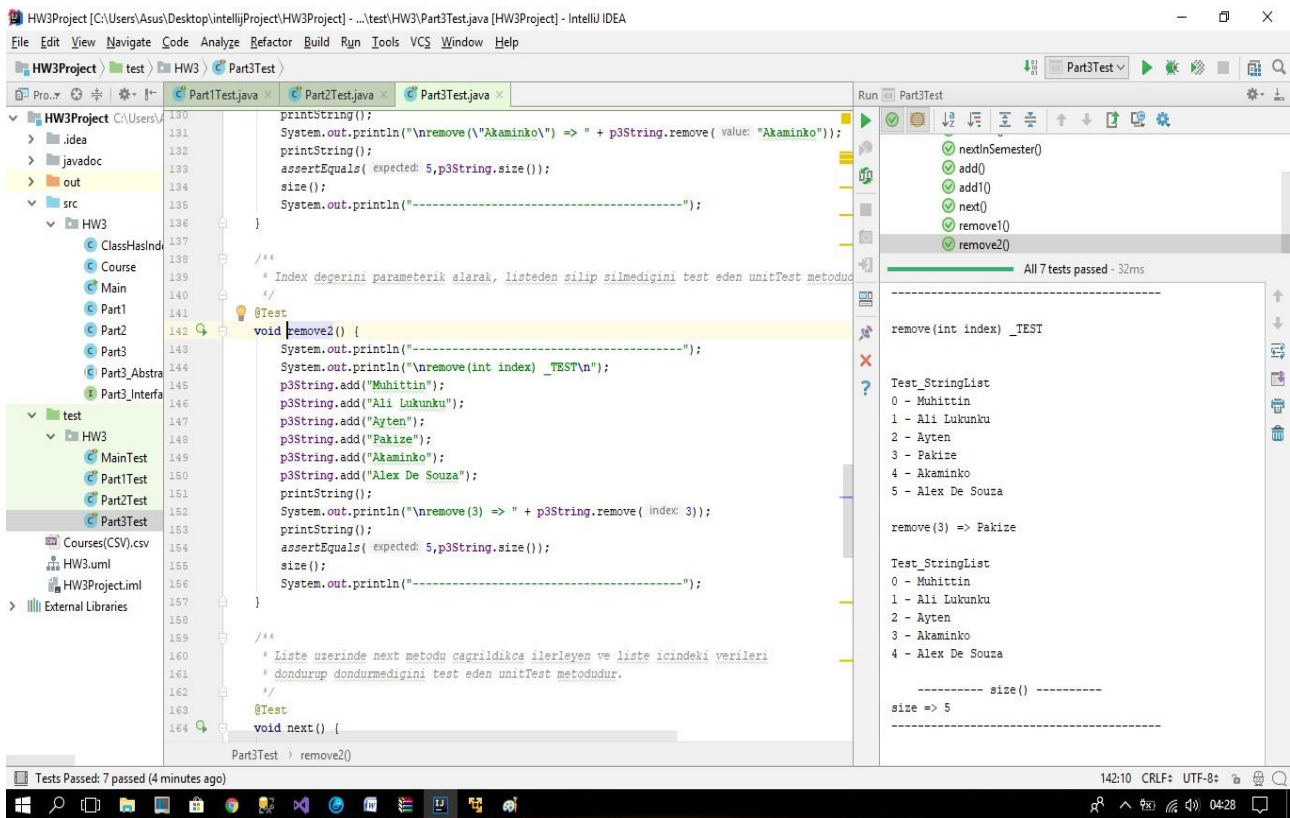 HW3Project [C:\Users\Asus\Desktop\intellijProject\HW3Project] - ...\test\HW3\Part3Test.java [HW3Project] - IntelliJ IDEA
File Edit View Navigate Code Analyze Refactor Build Run Tools VCS Window Help
HW3Project test HW3 Part3Test
Part3Test
Pro..
Part1Test.java
Part2Test.java
Part3Test.java
HW3Project C:\Users\A
.idea
javadoc
out
src
HW3
ClassHasInd
Course
Main
Part1
Part2
Part3
Part3_Abstra
Part3_Interfa
test
HW3
MainTest
Part1Test
Part2Test
Part3Test
Courses(CSV).csv
HW3.uml
HW3Project.iml
External Libraries
130 printString();
131 System.out.println("\nremove(\"Akaminko\") => " + p3String.remove( value: "Akaminko"));
132 printString();
133 assertEquals( expected: 5,p3String.size());
134 size();
135 System.out.println("------------------------------------------");
136 }
137
138 /**
139 * Index degerini parameterik alarak, listeden silip silmedigini test eden unitTest metodud
140 */
141 @Test
142 void remove2() {
143 System.out.println("------------------------------------------");
144 System.out.println("\nremove(int index) _TEST\n");
145 p3String.add("Muhittin");
146 p3String.add("Ali Lukunku");
147 p3String.add("Ayten");
148 p3String.add("Pakize");
149 p3String.add("Akaminko");
150 p3String.add("Alex De Souza");
151 printString();
152 System.out.println("\nremove(3) => " + p3String.remove( index: 3));
153 printString();
154 assertEquals( expected: 5,p3String.size());
155 size();
156 System.out.println("------------------------------------------");
157 }
158
159 /**
160 * Liste uzerinde next metodu cagrildikca ilerleyen ve liste icindeki verileri
161 * dondurup dondurmedigini test eden unitTest metodudur.
162 */
163 @Test
164 void next() {
Part3Test remove2()
Run Part3Test
nextInSemester()
add()
add1()
next()
remove1()
remove2()
All 7 tests passed - 32ms
------------------------------------------
remove(int index) _TEST
Test_StringList
0 - Muhittin
1 - Ali Lukunku
2 - Ayten
3 - Pakize
4 - Akaminko
5 - Alex De Souza
remove(3) => Pakize
Test_StringList
0 - Muhittin
1 - Ali Lukunku
2 - Ayten
3 - Akaminko
4 - Alex De Souza
---------- size() ----------
size => 5
------------------------------------------
Tests Passed: 7 passed (4 minutes ago)
142:10 CRLF UTF-8
04:28